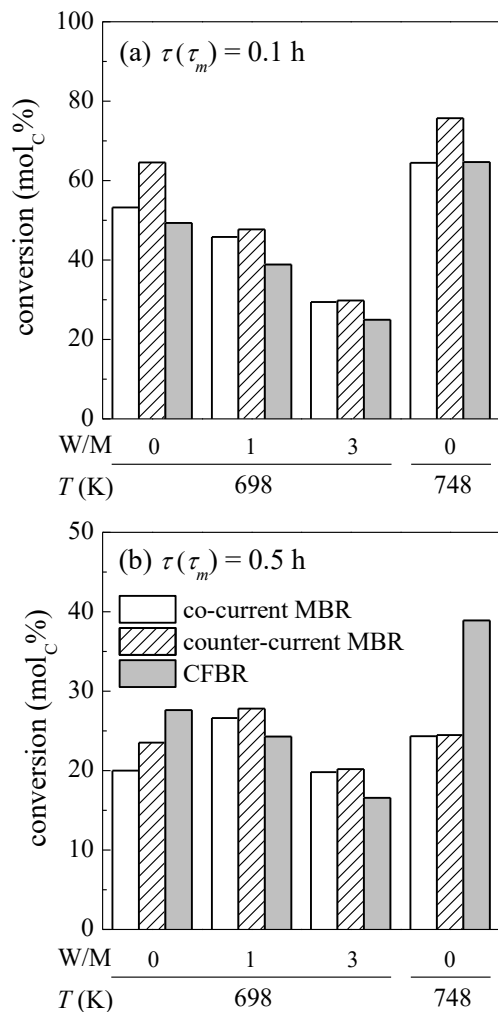 100
(a) τ(τm) = 0.1 h
80
60
40
20
0
conversion (molC%)
W/M 0 1 3 0
T (K) 698 748
50
(b) τ(τm) = 0.5 h
40
co-current MBR
counter-current MBR
CFBR
30
20
10
0
conversion (molC%)
W/M 0 1 3 0
T (K) 698 748